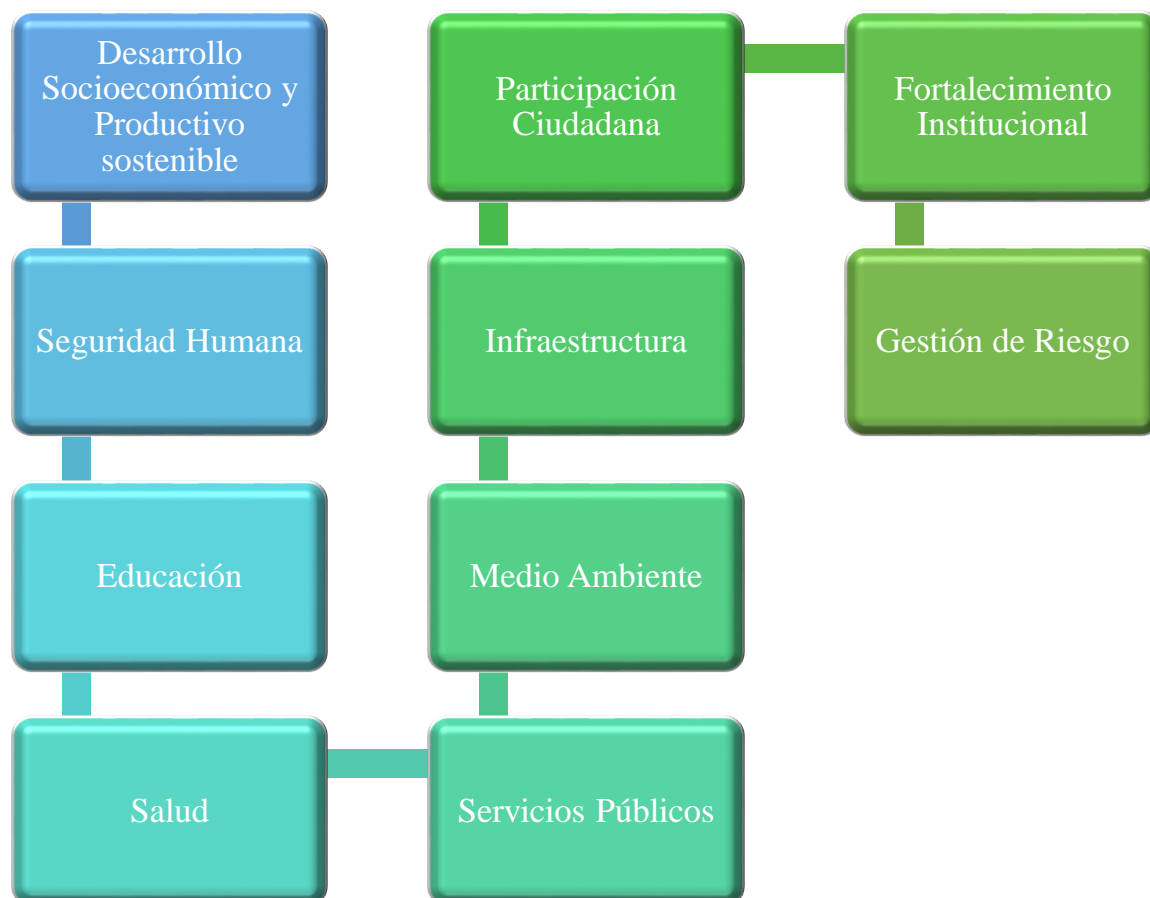 Desarrollo
Socioeconómico y
Productivo
sostenible
Seguridad Humana
Educación
Salud
Servicios Públicos
Medio Ambiente
Infraestructura
Participación
Ciudadana
Fortalecimiento
Institucional
Gestión de Riesgo